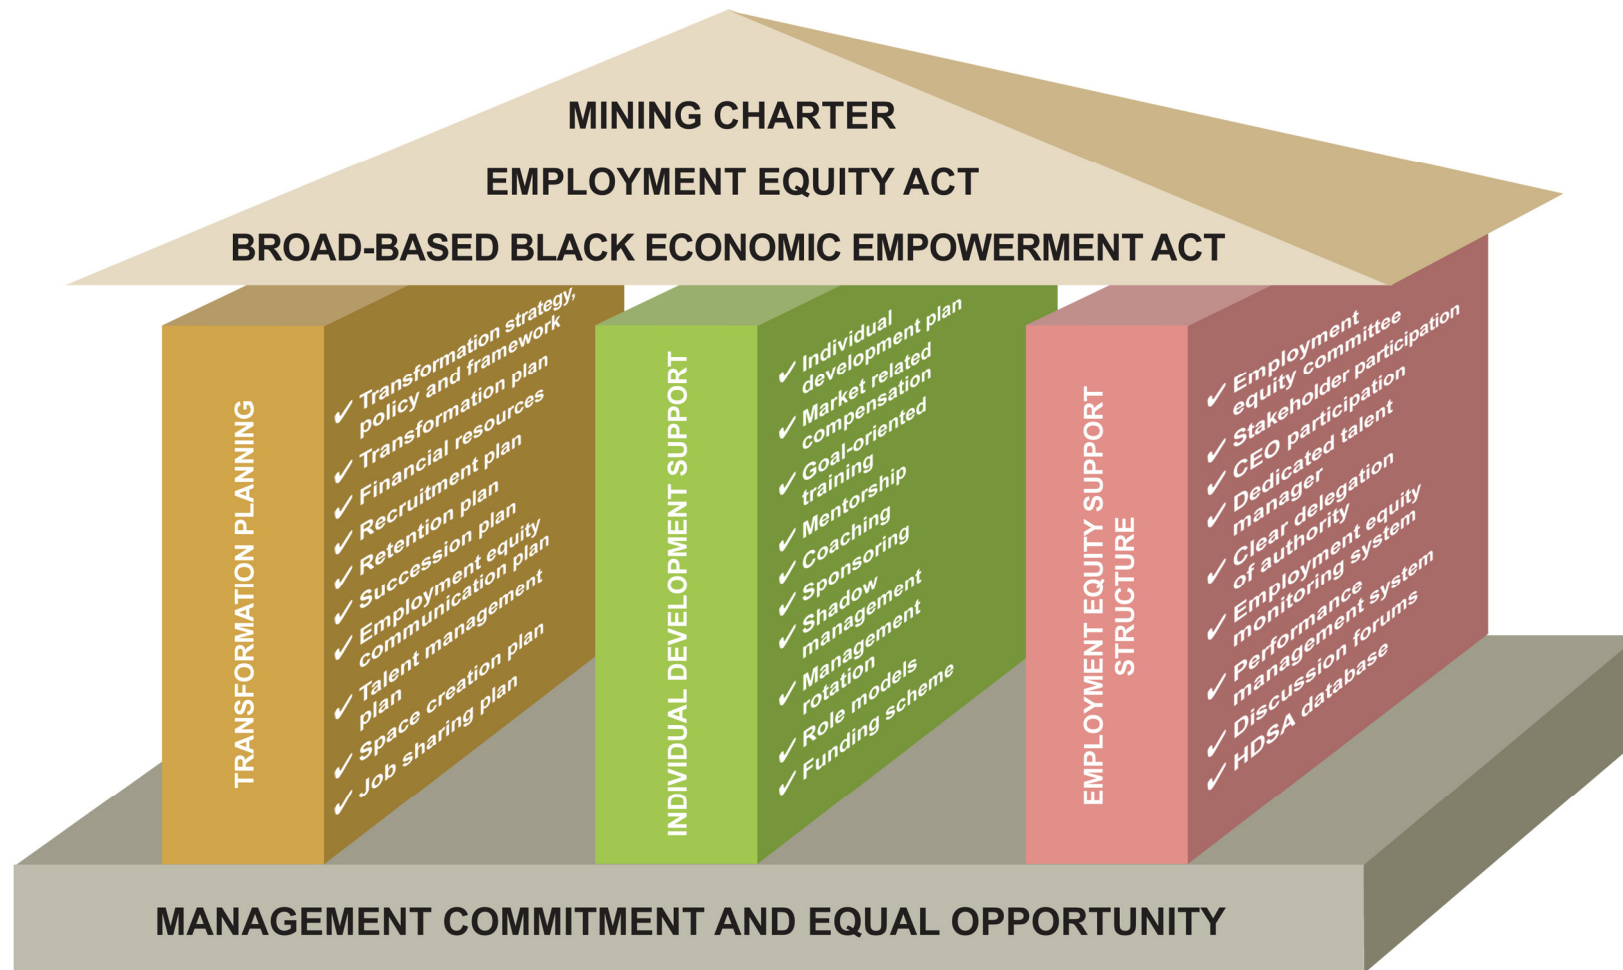 MINING CHARTER
EMPLOYMENT EQUITY ACT
BROAD-BASED BLACK ECONOMIC EMPOWERMENT ACT
TRANSFORMATION PLANNING
✓ Transformation strategy,
policy and framework
✓ Transformation plan
✓ Financial resources
✓ Recruitment plan
✓ Retention plan
✓ Succession plan
✓ Employment equity
communication plan
✓ Talent management
plan
✓ Space creation plan
✓ Job sharing plan
INDIVIDUAL DEVELOPMENT SUPPORT
✓ Individual
development plan
✓ Market related
compensation
✓ Goal-oriented
training
✓ Mentorship
✓ Coaching
✓ Sponsoring
✓ Shadow
management
✓ Management
rotation
✓ Role models
✓ Funding scheme
EMPLOYMENT EQUITY SUPPORT
STRUCTURE
✓ Employment
equity committee
✓ Stakeholder participation
✓ CEO participation
✓ Dedicated talent
manager
✓ Clear delegation
of authority
✓ Employment equity
monitoring system
✓ Performance
management system
✓ Discussion forums
✓ HDSA database
MANAGEMENT COMMITMENT AND EQUAL OPPORTUNITY